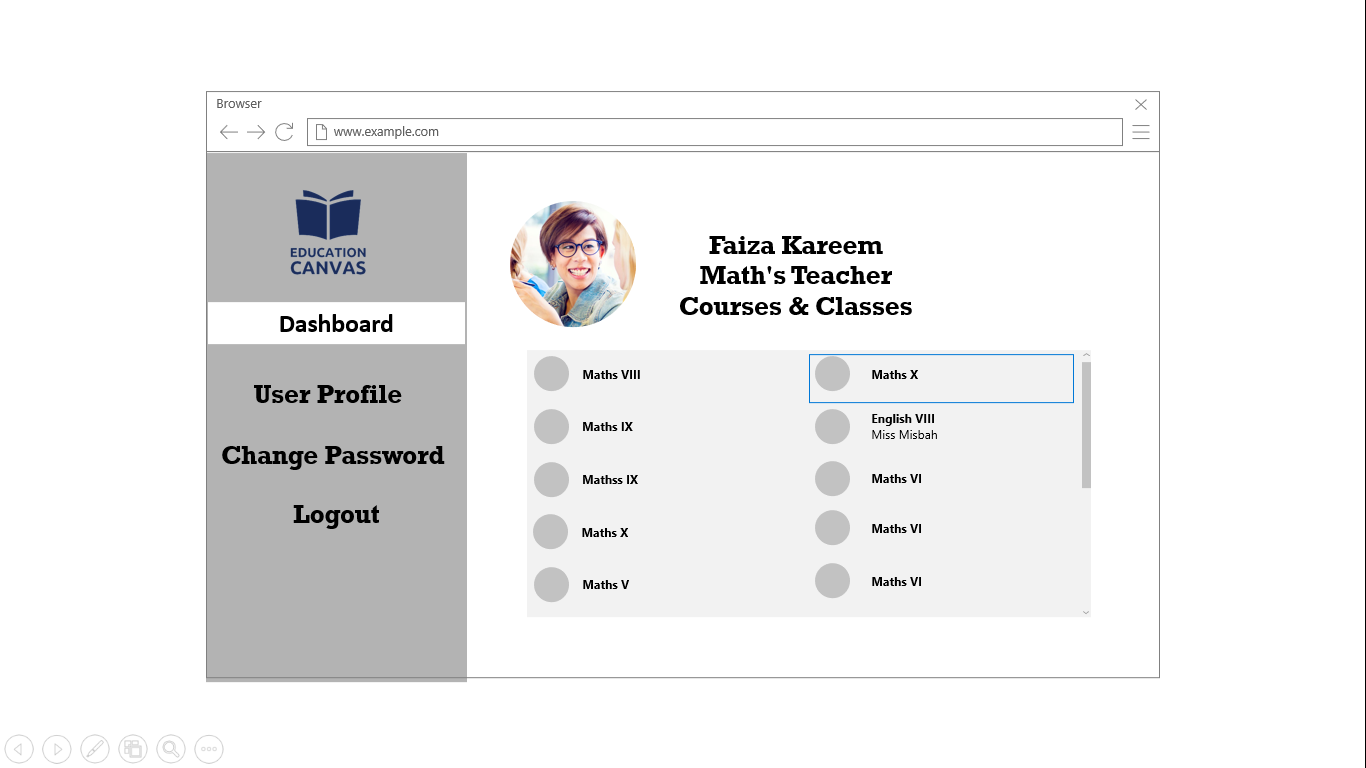 Browser
www.example.com
EDUCATION
CANVAS
Dashboard
User Profile
Change Password
Logout
Faiza Kareem
Math's Teacher
Courses & Classes
Maths VIII
Maths IX
Mathss IX
Maths X
Maths V
Maths X
English VIII
Miss Misbah
Maths VI
Maths VI
Maths VI